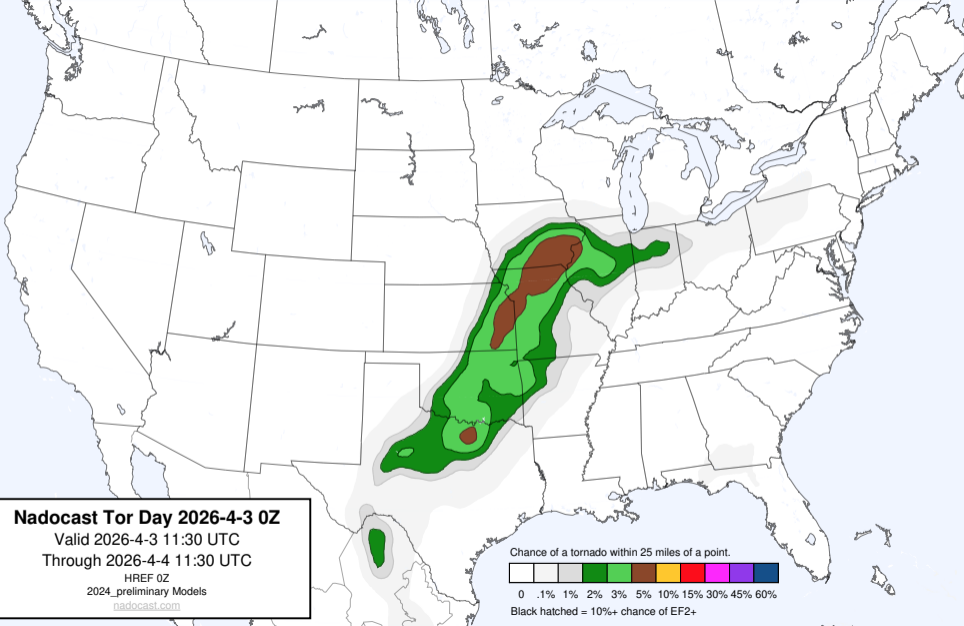 Nadocast Tor Day 2026-4-3 0Z
Valid 2026-4-3 11:30 UTC
Through 2026-4-4 11:30 UTC
HREF 0Z
2024_preliminary Models
nadocast.com
Chance of a tornado within 25 miles of a point.
0 .1% 1% 2% 3% 5% 10% 15% 30% 45% 60%
Black hatched = 10%+ chance of EF2+